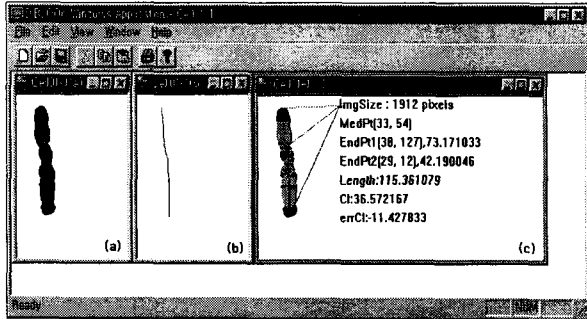 Edit View Window Help
ImgSize : 1912 pixels
MedPt[33, 54]
EndPt1[38, 127],73.171033
EndPt2[29, 12],42.190046
Length:115.361079
CI:36.572167
errCI:-11.427833
(a)
(b)
(c)
Ready
NUM